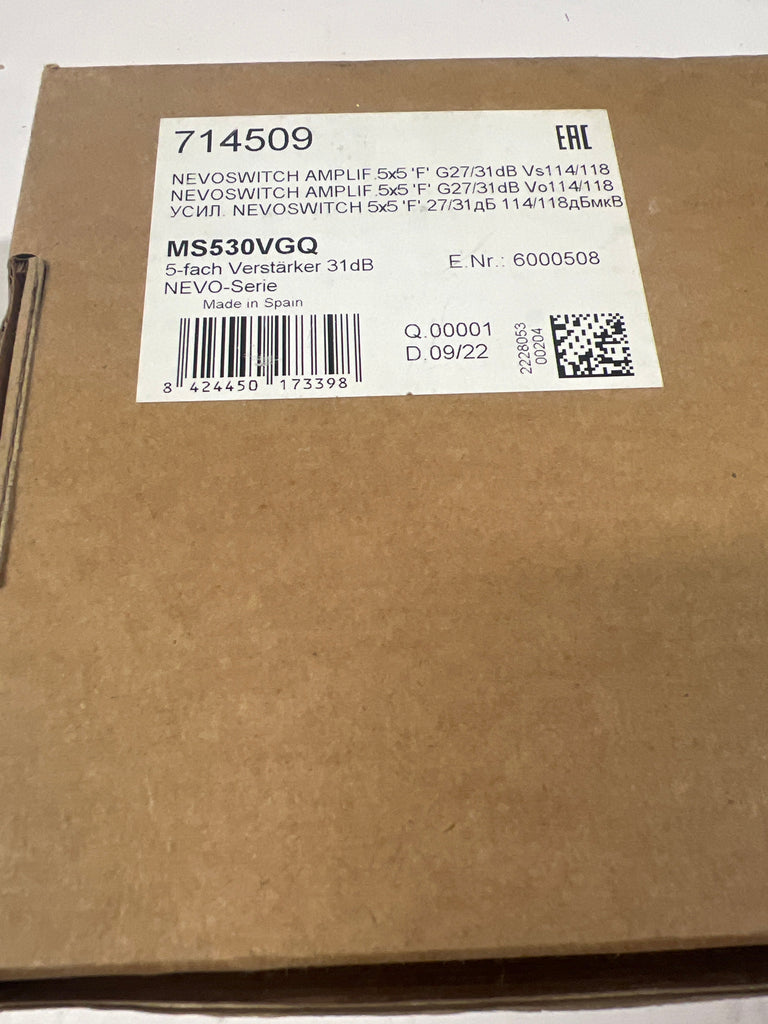 714509
EAC
NEVOSWITCH AMPLIF.5x5 'F' G27/31dB Vs114/118
NEVOSWITCH AMPLIF.5x5 'F' G27/31dB Vo114/118
УСИЛ. NEVOSWITCH 5x5 'F' 27/31дБ 114/118дБмкВ
MS530VGQ
5-fach Verstärker 31dB
E.Nr.: 6000508
NEVO-Serie
Made in Spain
Q.00001
D.09/22
2228053
00204
8 424450 173398